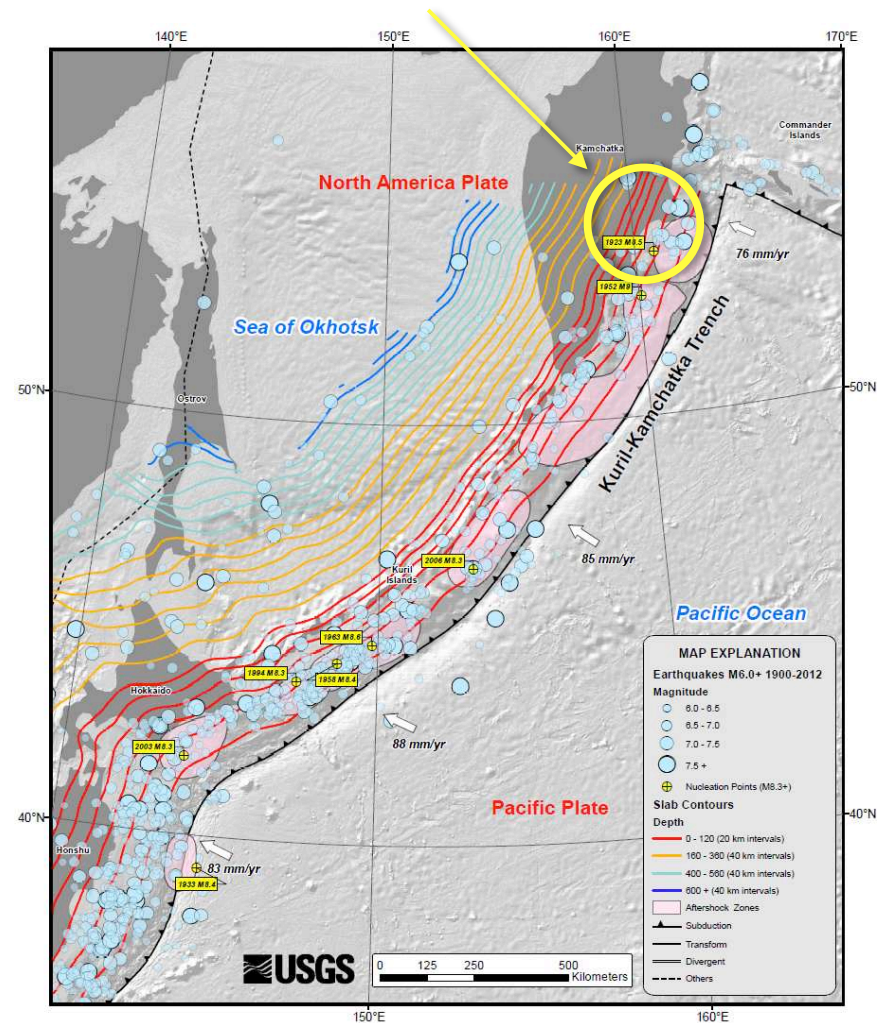 140°E
150°E
160°E
170°E
Commander
Islands
Kamchatka
North America Plate
1923 M8.5
76 mm/yr
1952 M9
Sea of Okhotsk
Kuril-Kamchatka Trench
50°N
50°N
Ostrov
85 mm/yr
2006 M8.3
Kuril
Islands
Pacific Ocean
1963 M8.6
1994 M8.3
1958 M8.4
Hokkaido
88 mm/yr
2003 M8.3
Pacific Plate
40°N
40°N
Honshu
83 mm/yr
1933 M8.4
MAP EXPLANATION
Earthquakes M6.0+ 1900-2012
Magnitude
6.0 - 6.5
6.5 - 7.0
7.0 - 7.5
7.5 +
Nucleation Points (M8.3+)
Slab Contours
Depth
0 - 120 (20 km intervals)
160 - 360 (40 km intervals)
400 - 560 (40 km intervals)
600 + (40 km intervals)
Aftershock Zones
Subduction
Transform
Divergent
Others
USGS
0 125 250 500
Kilometers
150°E
160°E